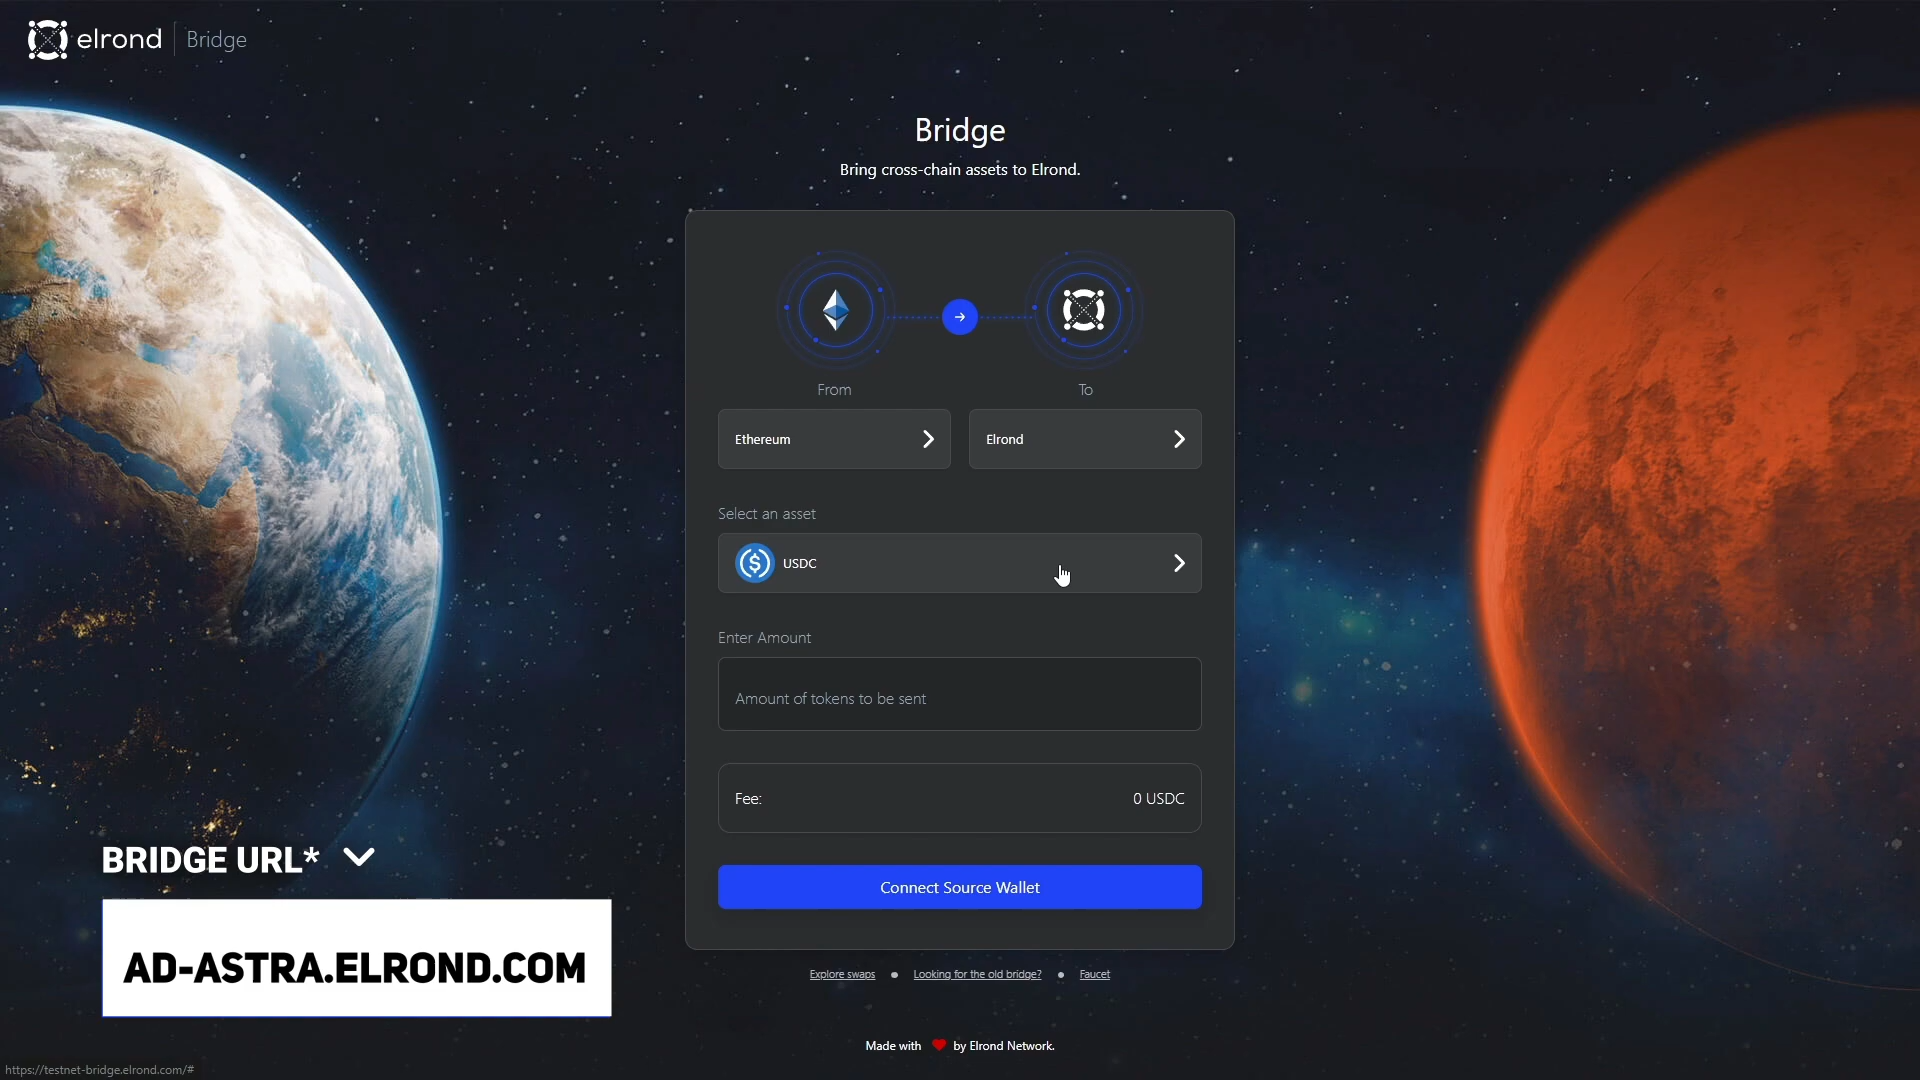 elrond Bridge
Bridge
Bring cross-chain assets to Elrond.
From
To
Ethereum
Elrond
Select an asset
USDC
Enter Amount
Amount of tokens to be sent
Fee:
0 USDC
Connect Source Wallet
BRIDGE URL*
AD-ASTRA.ELROND.COM
Explore swaps
Looking for the old bridge?
Faucet
Made with ❤ by Elrond Network.
https://testnet-bridge.elrond.com/#